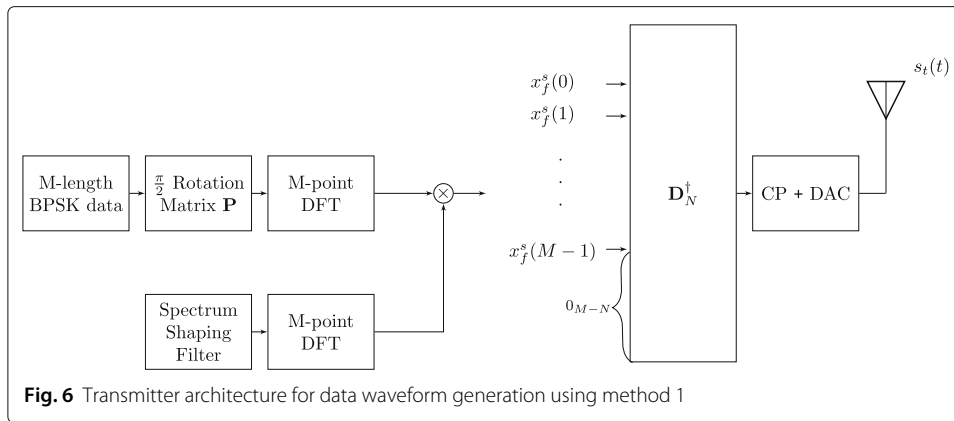 M-length
BPSK data
π/2 Rotation
Matrix P
M-point
DFT
⊗
Spectrum
Shaping
Filter
M-point
DFT
x_f^s(0)
x_f^s(1)
.
.
.
x_f^s(M − 1)
0_{M−N}
D_N^†
CP + DAC
s_t(t)
Fig. 6 Transmitter architecture for data waveform generation using method 1